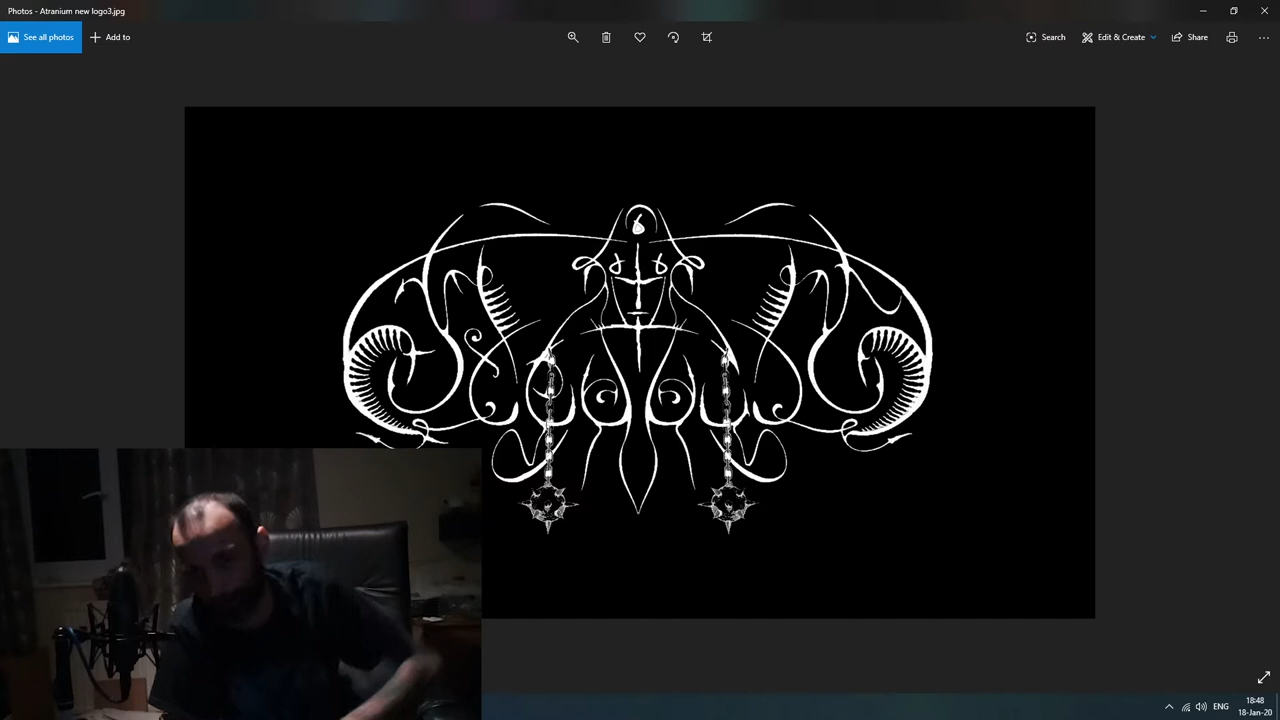 Photos - Atranium new logo3.jpg
See all photos
Add to
Search
Edit & Create
Share
ENG
18:48
18-Jan-20